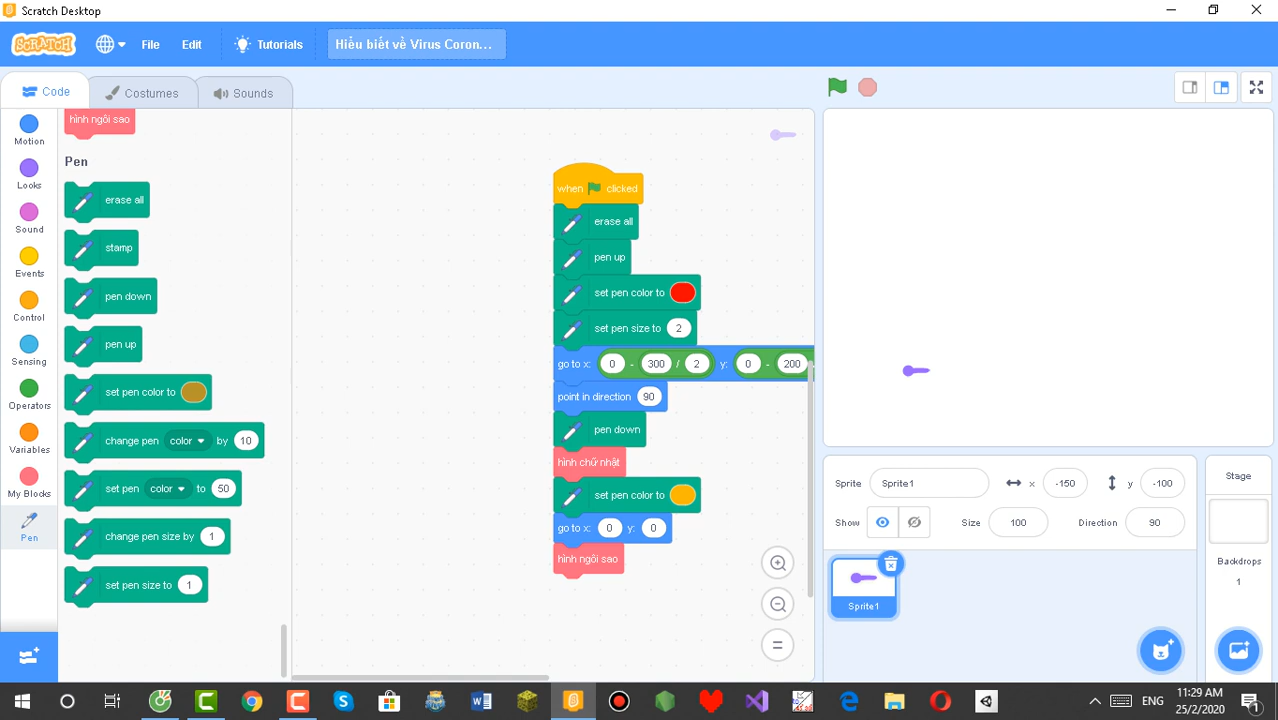 Scratch Desktop
SCRATCH File Edit Tutorials Hiểu biết về Virus Coron...
Code Costumes Sounds
Motion
Looks
Sound
Events
Control
Sensing
Operators
Variables
My Blocks
Pen
hình ngôi sao
Pen
erase all
stamp
pen down
pen up
set pen color to
change pen color by 10
set pen color to 50
change pen size by 1
set pen size to 1
when clicked
erase all
pen up
set pen color to
set pen size to 2
go to x: 0 - 300 / 2 y: 0 - 200
point in direction 90
pen down
hình chữ nhật
set pen color to
go to x: 0 y: 0
hình ngôi sao
Sprite Sprite1 x -150 y -100
Show Size 100 Direction 90
Sprite1
Stage
Backdrops
1
ENG 11:29 AM
25/2/2020
1